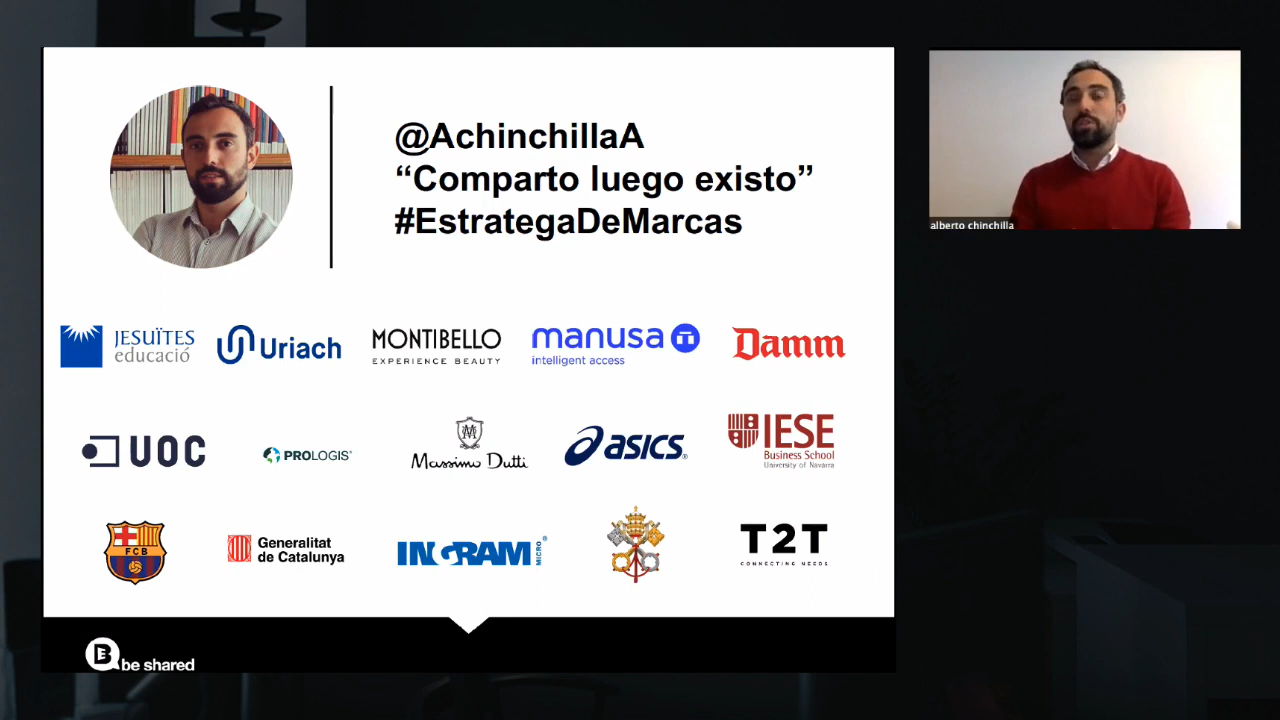 @AchinchillaA
“Comparto luego existo”
#EstrategaDeMarcas
alberto chinchilla
JESUÏTES
educació
Uriach
MONTIBELLO
EXPERIENCE BEAUTY
manusa
intelligent access
Damm
UOC
PROLOGIS®
Massimo Dutti
asics®
IESE
Business School
University of Navarra
FCB
Generalitat
de Catalunya
INGRAM MICRO®
T2T
CONNECTING NEEDS
B be shared